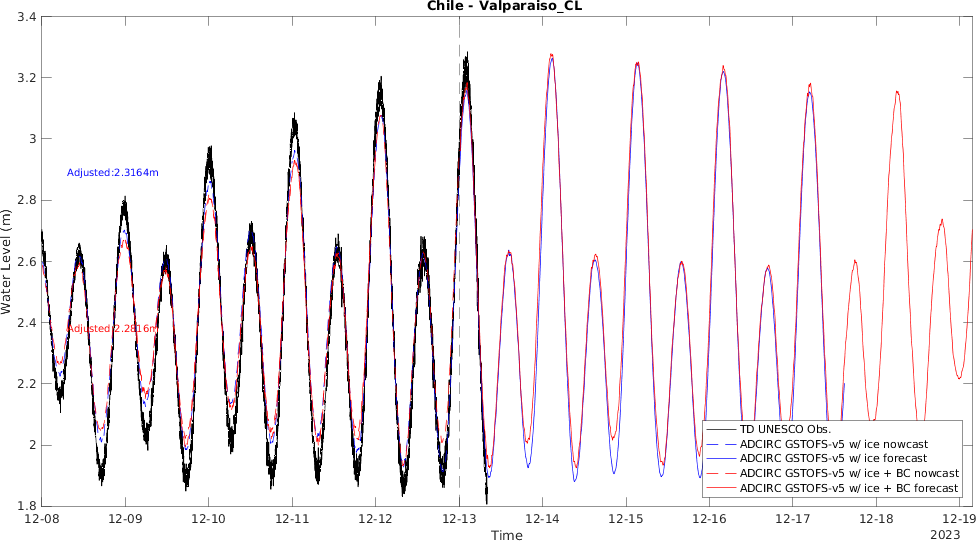 Chile - Valparaiso_CL
3.4
3.2
3
2.8
2.6
2.4
2.2
2
1.8
Water Level (m)
Adjusted:2.3164m
Adjusted:2.2816m
TD UNESCO Obs.
ADCIRC GSTOFS-v5 w/ ice nowcast
ADCIRC GSTOFS-v5 w/ ice forecast
ADCIRC GSTOFS-v5 w/ ice + BC nowcast
ADCIRC GSTOFS-v5 w/ ice + BC forecast
12-08 12-09 12-10 12-11 12-12 12-13 12-14 12-15 12-16 12-17 12-18 12-19
Time
2023